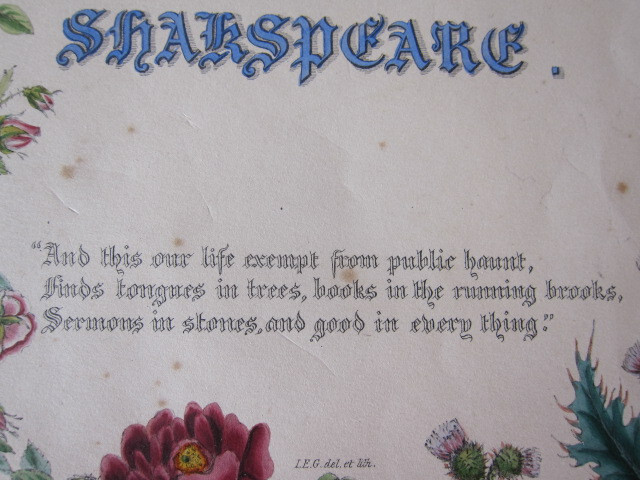 SHAKSPEARE.
"And this our life exempt from public haunt,
Finds tongues in trees, books in the running brooks,
Sermons in stones, and good in every thing."
I.E.G. del. et lith.